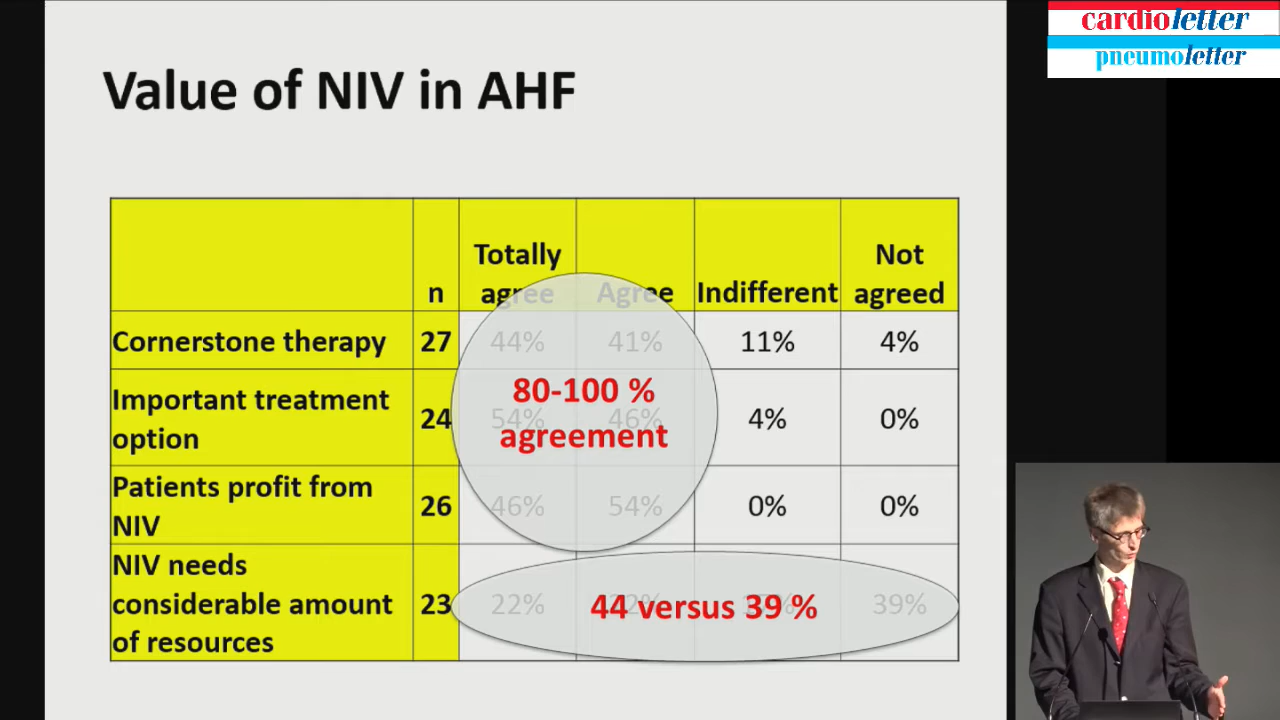 cardioletter
pneumoletter
Value of NIV in AHF
n
Totally
agree
Agree
Indifferent
Not
agreed
Cornerstone therapy
27
44%
41%
11%
4%
Important treatment
option
24
54%
46%
4%
0%
80-100 %
agreement
Patients profit from
NIV
26
46%
54%
0%
0%
NIV needs
considerable amount
of resources
23
22%
39%
44 versus 39 %